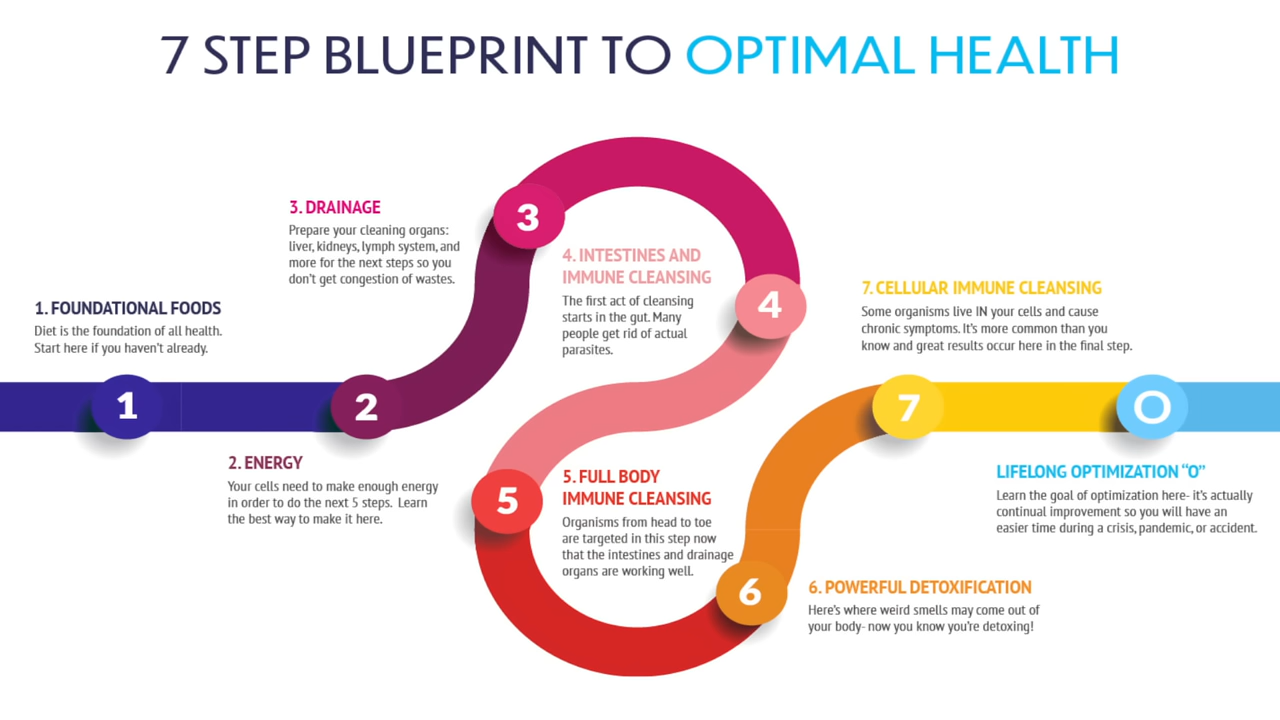 7 STEP BLUEPRINT TO OPTIMAL HEALTH
1. FOUNDATIONAL FOODS
Diet is the foundation of all health.
Start here if you haven't already.
1
2
2. ENERGY
Your cells need to make enough energy
in order to do the next 5 steps. Learn
the best way to make it here.
3. DRAINAGE
Prepare your cleaning organs:
liver, kidneys, lymph system, and
more for the next steps so you
don't get congestion of wastes.
3
4. INTESTINES AND
IMMUNE CLEANSING
The first act of cleansing
starts in the gut. Many
people get rid of actual
parasites.
4
5
5. FULL BODY
IMMUNE CLEANSING
Organisms from head to toe
are targeted in this step now
that the intestines and drainage
organs are working well.
6
6. POWERFUL DETOXIFICATION
Here's where weird smells may come out of
your body- now you know you're detoxing!
7. CELLULAR IMMUNE CLEANSING
Some organisms live IN your cells and cause
chronic symptoms. It's more common than you
know and great results occur here in the final step.
7
O
LIFELONG OPTIMIZATION "O"
Learn the goal of optimization here- it's actually
continual improvement so you will have an
easier time during a crisis, pandemic, or accident.